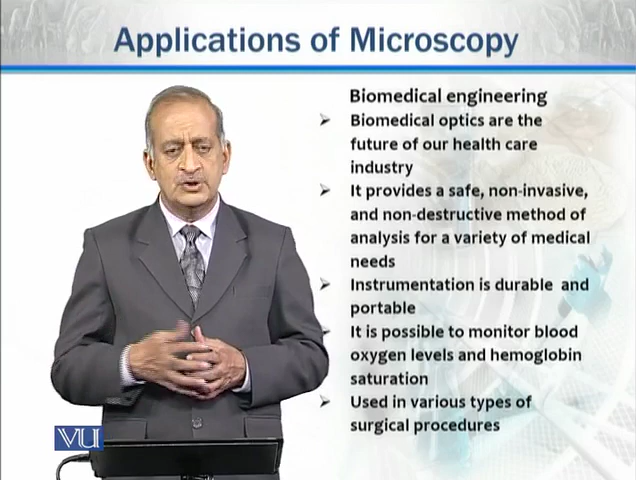 Applications of Microscopy
Biomedical engineering
➢ Biomedical optics are the
future of our health care
industry
➢ It provides a safe, non-invasive,
and non-destructive method of
analysis for a variety of medical
needs
➢ Instrumentation is durable and
portable
➢ It is possible to monitor blood
oxygen levels and hemoglobin
saturation
➢ Used in various types of
surgical procedures
VU